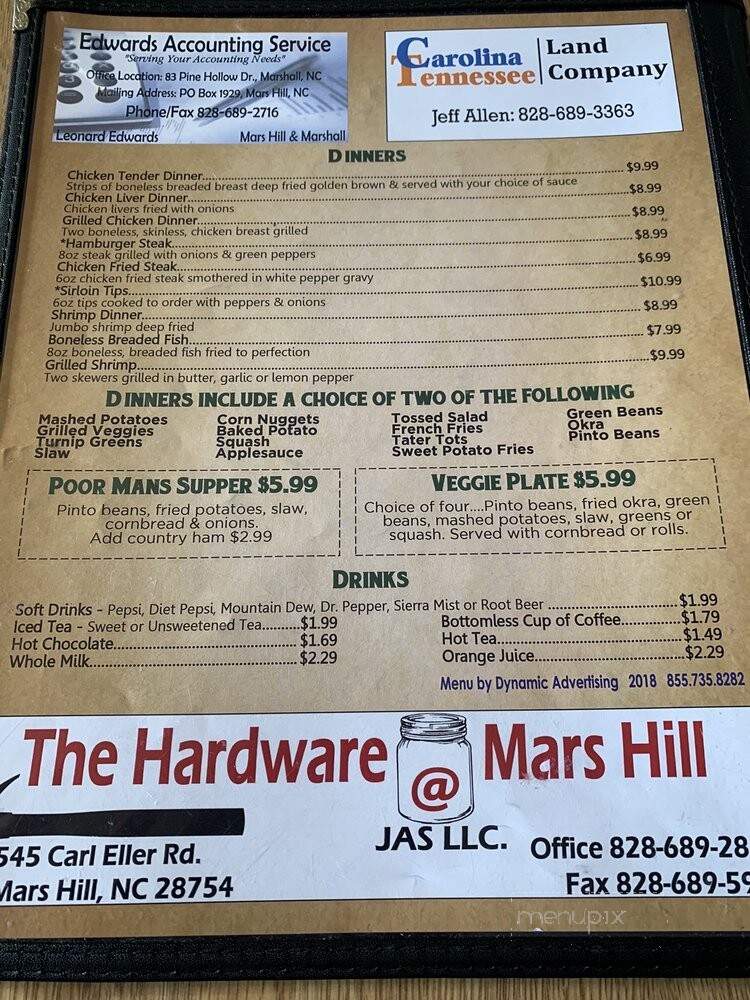 Edwards Accounting Service
"Serving Your Accounting Needs"
Office Location: 83 Pine Hollow Dr., Marshall, NC
Mailing Address: PO Box 1929, Mars Hill, NC
Phone/Fax 828-689-2716
Leonard Edwards Mars Hill & Marshall
Carolina Tennessee Land Company
Jeff Allen: 828-689-3363
DINNERS
Chicken Tender Dinner $9.99
Strips of boneless breaded breast deep fried golden brown & served with your choice of sauce
Chicken Liver Dinner $8.99
Chicken livers fried with onions
Grilled Chicken Dinner $8.99
Two boneless, skinless, chicken breast grilled
*Hamburger Steak $8.99
8oz steak grilled with onions & green peppers
Chicken Fried Steak $6.99
6oz chicken fried steak smothered in white pepper gravy
*Sirloin Tips $10.99
6oz tips cooked to order with peppers & onions
Shrimp Dinner $8.99
Jumbo shrimp deep fried
Boneless Breaded Fish $7.99
8oz boneless, breaded fish fried to perfection
Grilled Shrimp $9.99
Two skewers grilled in butter, garlic or lemon pepper
DINNERS INCLUDE A CHOICE OF TWO OF THE FOLLOWING
Mashed Potatoes
Grilled Veggies
Turnip Greens
Slaw
Corn Nuggets
Baked Potato
Squash
Applesauce
Tossed Salad
French Fries
Tater Tots
Sweet Potato Fries
Green Beans
Okra
Pinto Beans
POOR MANS SUPPER $5.99
Pinto beans, fried potatoes, slaw,
cornbread & onions.
Add country ham $2.99
VEGGIE PLATE $5.99
Choice of four....Pinto beans, fried okra, green
beans, mashed potatoes, slaw, greens or
squash. Served with cornbread or rolls.
DRINKS
Soft Drinks - Pepsi, Diet Pepsi, Mountain Dew, Dr. Pepper, Sierra Mist or Root Beer $1.99
Iced Tea - Sweet or Unsweetened Tea $1.99
Hot Chocolate $1.69
Whole Milk $2.29
Bottomless Cup of Coffee $1.79
Hot Tea $1.49
Orange Juice $2.29
Menu by Dynamic Advertising 2018 855.735.8282
The Hardware @ Mars Hill
JAS LLC.
545 Carl Eller Rd.
Mars Hill, NC 28754
Office 828-689-28
Fax 828-689-59
menupix